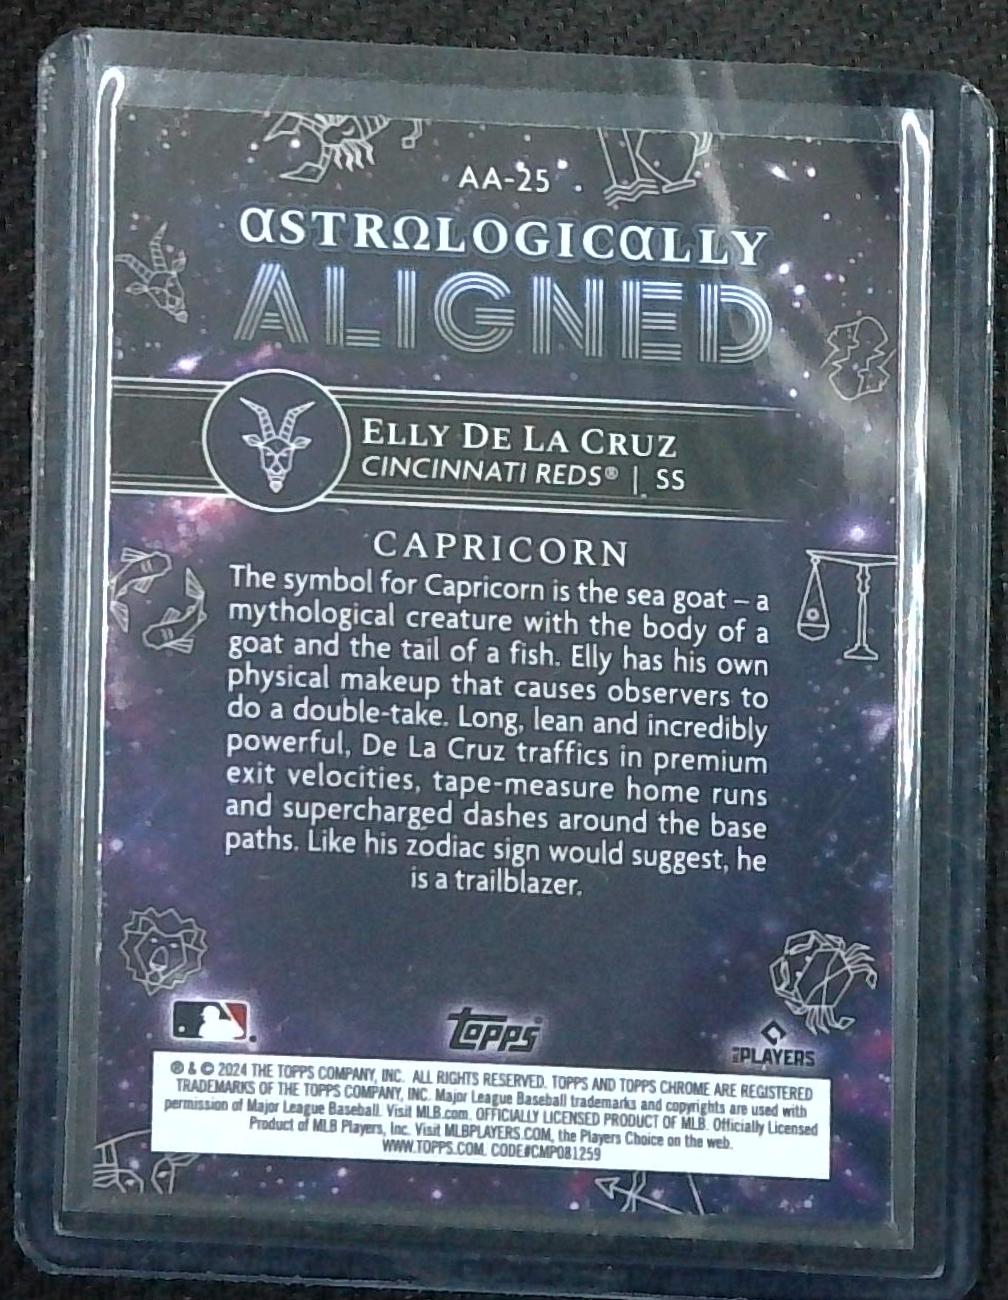 AA-25
αSTRΩLOGICαLLY
ALIGNED
ELLY DE LA CRUZ
CINCINNATI REDS® | SS
CAPRICORN
The symbol for Capricorn is the sea goat – a
mythological creature with the body of a
goat and the tail of a fish. Elly has his own
physical makeup that causes observers to
do a double-take. Long, lean and incredibly
powerful, De La Cruz traffics in premium
exit velocities, tape-measure home runs
and supercharged dashes around the base
paths. Like his zodiac sign would suggest, he
is a trailblazer.
topps
PLAYERS
® & © 2024 THE TOPPS COMPANY, INC. ALL RIGHTS RESERVED. TOPPS AND TOPPS CHROME ARE REGISTERED
TRADEMARKS OF THE TOPPS COMPANY, INC. Major League Baseball trademarks and copyrights are used with
permission of Major League Baseball. Visit MLB.com. OFFICIALLY LICENSED PRODUCT OF MLB. Officially Licensed
Product of MLB Players, Inc. Visit MLBPLAYERS.COM, the Players Choice on the web.
WWW.TOPPS.COM. CODE#CMP081259